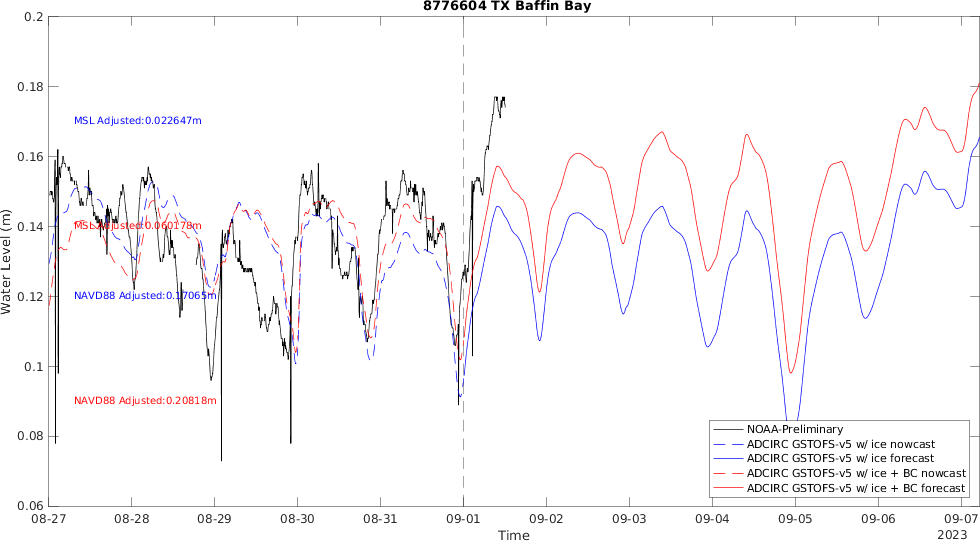 8776604 TX Baffin Bay
0.2
0.18
0.16
0.14
0.12
0.1
0.08
0.06
Water Level (m)
MSL Adjusted:0.022647m
MSL Adjusted:0.060178m
NAVD88 Adjusted:0.17065m
NAVD88 Adjusted:0.20818m
NOAA-Preliminary
ADCIRC GSTOFS-v5 w/ ice nowcast
ADCIRC GSTOFS-v5 w/ ice forecast
ADCIRC GSTOFS-v5 w/ ice + BC nowcast
ADCIRC GSTOFS-v5 w/ ice + BC forecast
08-27 08-28 08-29 08-30 08-31 09-01 09-02 09-03 09-04 09-05 09-06 09-07
Time
2023